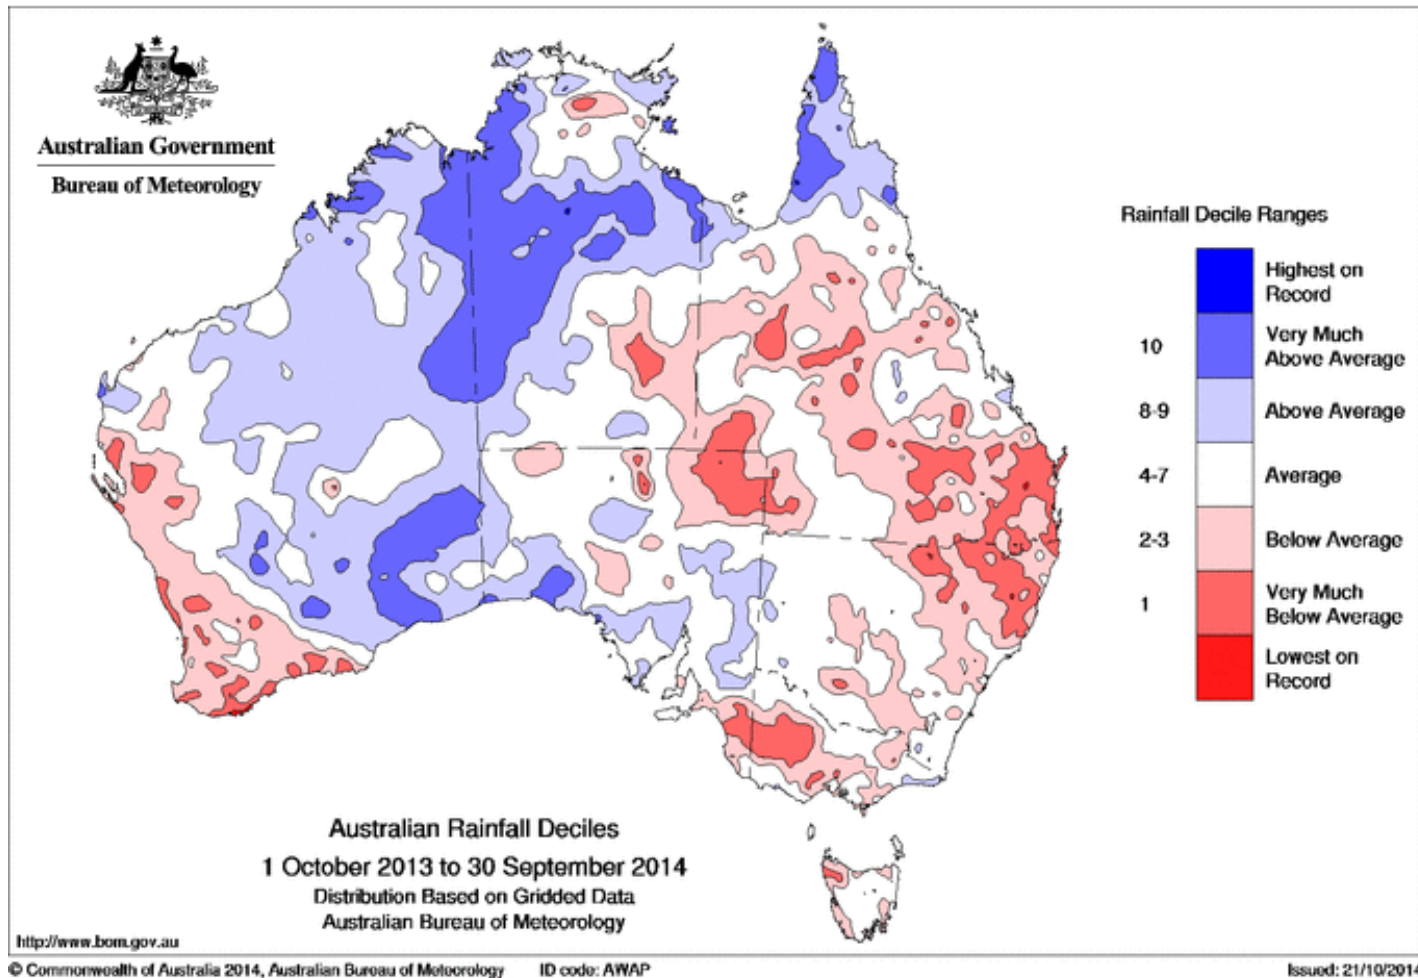 Australian Government
Bureau of Meteorology
Rainfall Decile Ranges
Highest on
Record
10 Very Much
Above Average
8-9 Above Average
4-7 Average
2-3 Below Average
1 Very Much
Below Average
Lowest on
Record
Australian Rainfall Deciles
1 October 2013 to 30 September 2014
Distribution Based on Gridded Data
Australian Bureau of Meteorology
http://www.bom.gov.au
© Commonwealth of Australia 2014, Australian Bureau of Meteorology ID code: AWAP Issued: 21/10/2014